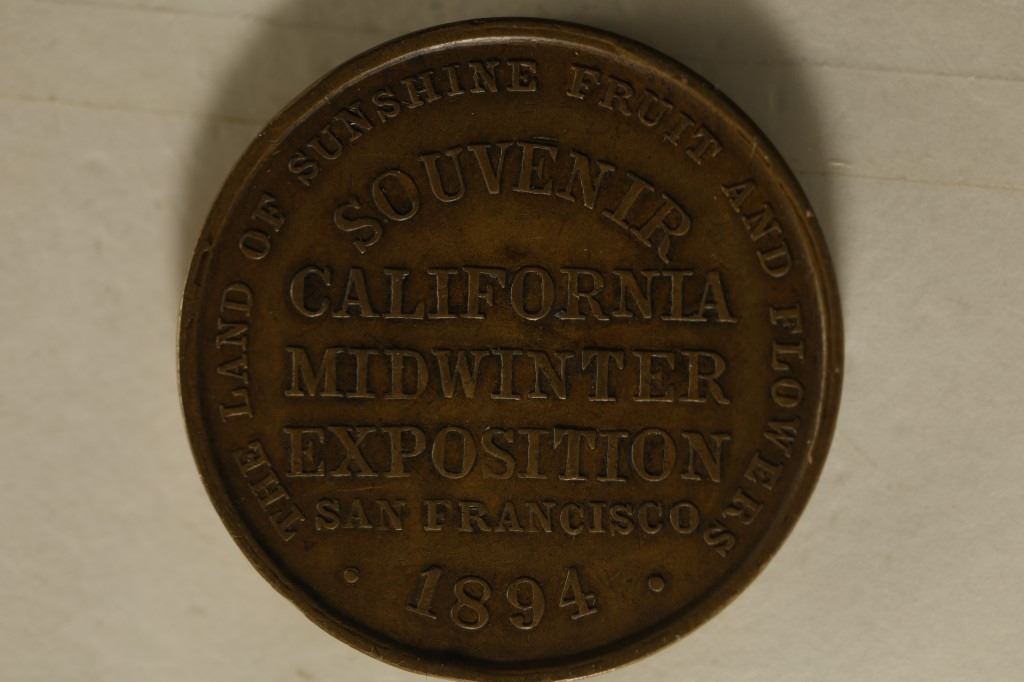 THE LAND OF SUNSHINE FRUIT AND FLOWERS
SOUVENIR
CALIFORNIA
MIDWINTER
EXPOSITION
SAN FRANCISCO
· 1894 ·